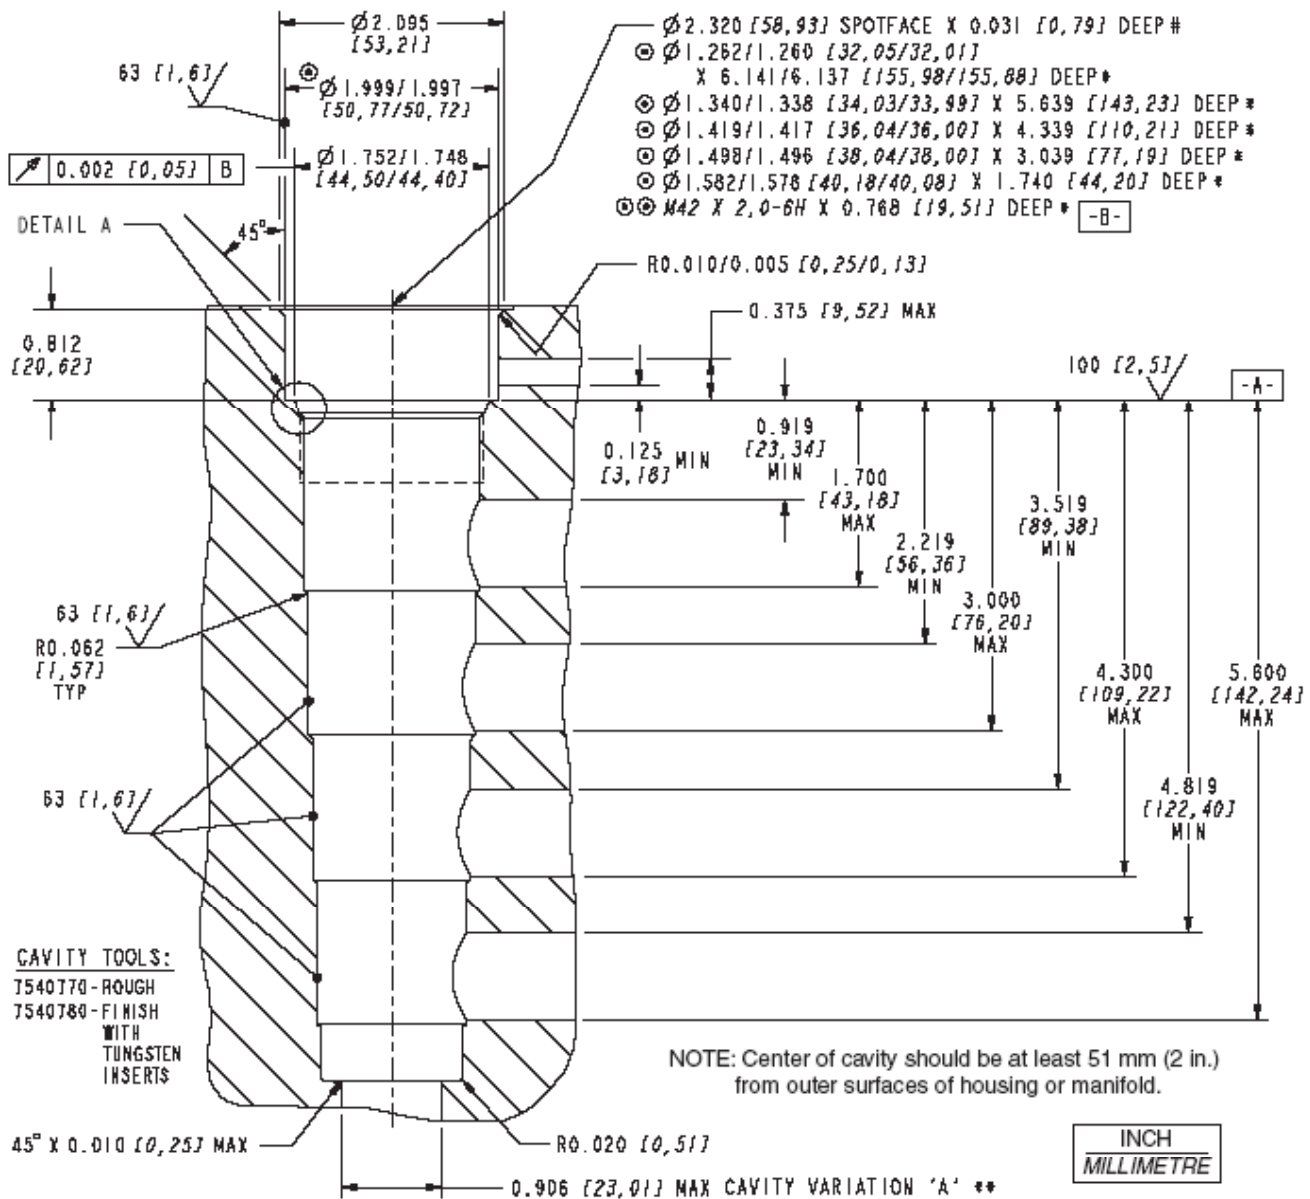 Ø2.095
[53,21]
Ø2.320 [58,93] SPOTFACE X 0.031 [0,79] DEEP #
Ø1.262/1.260 [32,05/32,01]
X 6.141/6.137 [155,98/155,88] DEEP*
63 [1,6]
Ø1.999/1.997
[50,77/50,72]
Ø1.340/1.338 [34,03/33,99] X 5.639 [143,23] DEEP*
Ø1.419/1.417 [36,04/36,00] X 4.339 [110,21] DEEP*
Ø1.752/1.748
[44,50/44,40]
0.002 [0,05] B
Ø1.498/1.496 [38,04/38,00] X 3.039 [77,19] DEEP*
Ø1.582/1.578 [40,18/40,08] X 1.740 [44,20] DEEP*
M42 X 2,0-6H X 0.768 [19,51] DEEP*
-B-
DETAIL A
45°
R0.010/0.005 [0,25/0,13]
0.375 [9,52] MAX
0.812
[20,62]
100 [2,5]
-A-
0.125
[3,18]
MIN
0.919
[23,34]
MIN
1.700
[43,18]
MAX
2.219
[56,36]
MIN
3.000
[76,20]
MAX
3.519
[89,38]
MIN
63 [1,6]
R0.062
[1,57]
TYP
4.300
[109,22]
MAX
5.600
[142,24]
MAX
63 [1,6]
4.819
[122,40]
MIN
CAVITY TOOLS:
7540770-ROUGH
7540780-FINISH
WITH
TUNGSTEN
INSERTS
NOTE: Center of cavity should be at least 51 mm (2 in.)
from outer surfaces of housing or manifold.
45° X 0.010 [0,25] MAX
R0.020 [0,51]
INCH
MILLIMETRE
0.906 [23,01] MAX CAVITY VARIATION 'A' **